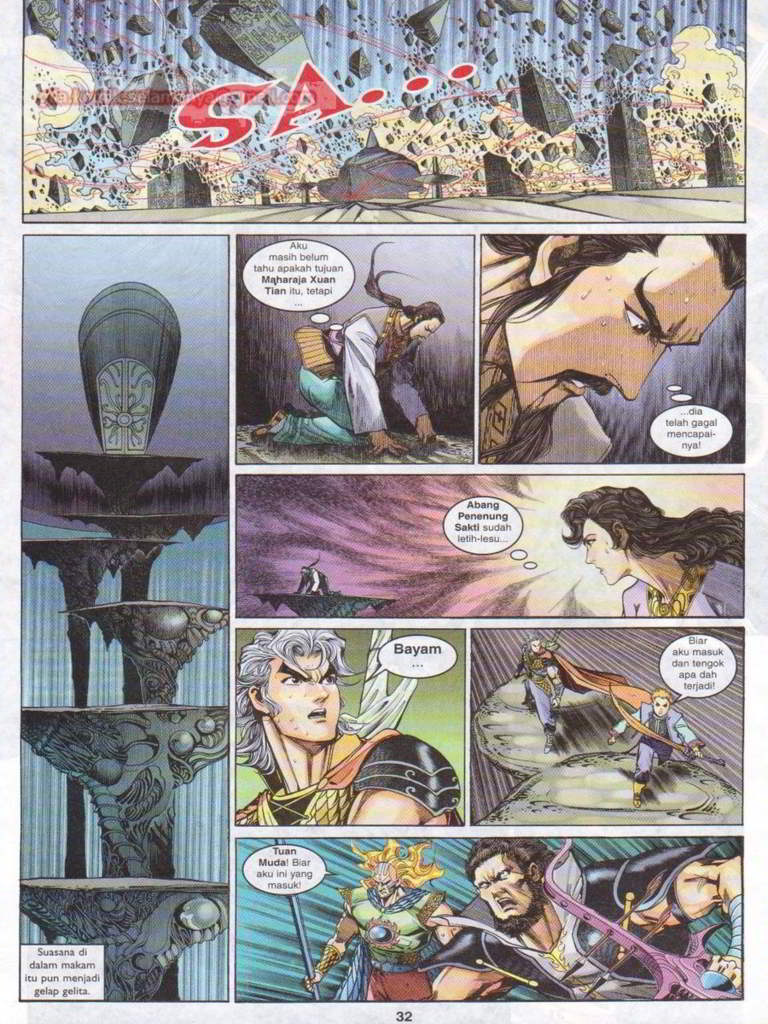 SA...
Aku
masih belum
tahu apakah tujuan
Maharaja Xuan
Tian itu, tetapi
...
...dia
telah gagal
mencapai-
nya!
Abang
Penenung
Sakti sudah
letih-lesu...
Bayam
...
Biar
aku masuk
dan tengok
apa dah
terjadi!
Tuan
Muda! Biar
aku ini yang
masuk!
Suasana di
dalam makam
itu pun menjadi
gelap gelita.
32